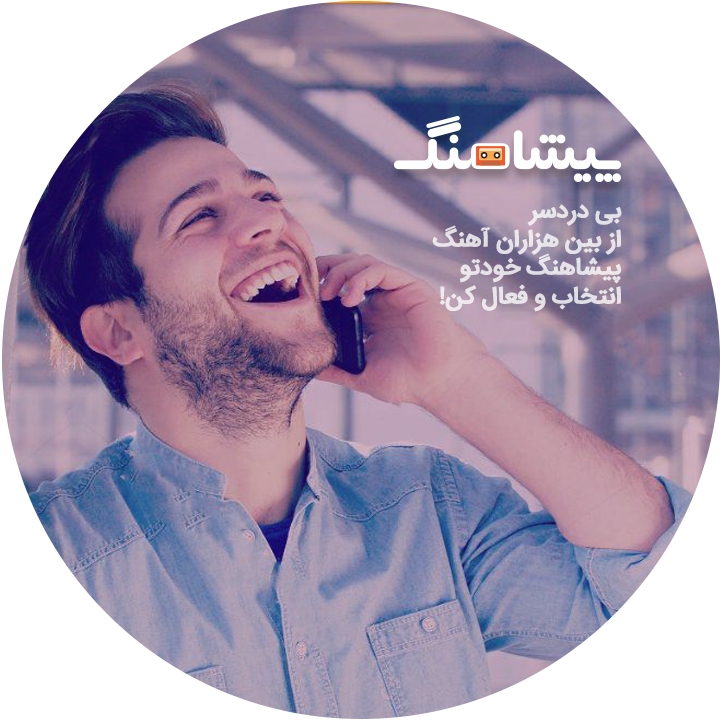 پیشاهنگ
بی دردسر
از بین هزاران آهنگ
پیشاهنگ خودتو
انتخاب و فعال کن!